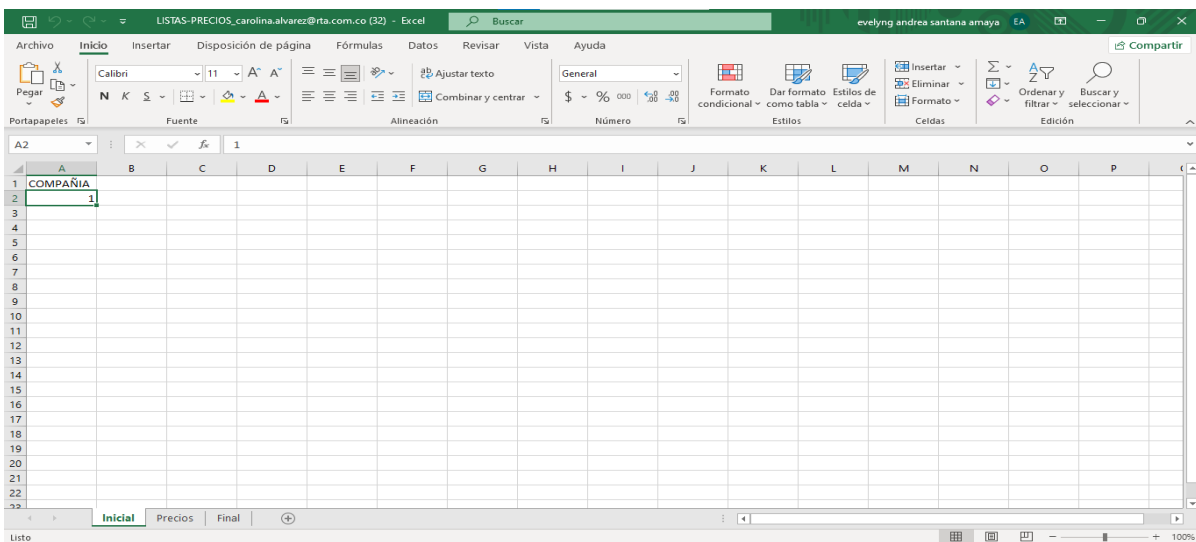 LISTAS-PRECIOS_carolina.alvarez@rta.com.co (32) - Excel
Buscar
evelyng andrea santana amaya EA
Archivo Inicio Insertar Disposición de página Fórmulas Datos Revisar Vista Ayuda Compartir
Pegar
Calibri 11 A A
N K S A
ab Ajustar texto
Combinar y centrar
General
$ % 000
Formato condicional
Dar formato como tabla
Estilos de celda
Insertar
Eliminar
Formato
Ordenar y filtrar
Buscar y seleccionar
Portapapeles Fuente Alineación Número Estilos Celdas Edición
A2 fx 1
A B C D E F G H I J K L M N O P
1 COMPAÑIA
2 1
3
4
5
6
7
8
9
10
11
12
13
14
15
16
17
18
19
20
21
22
Inicial Precios Final
Listo 100%